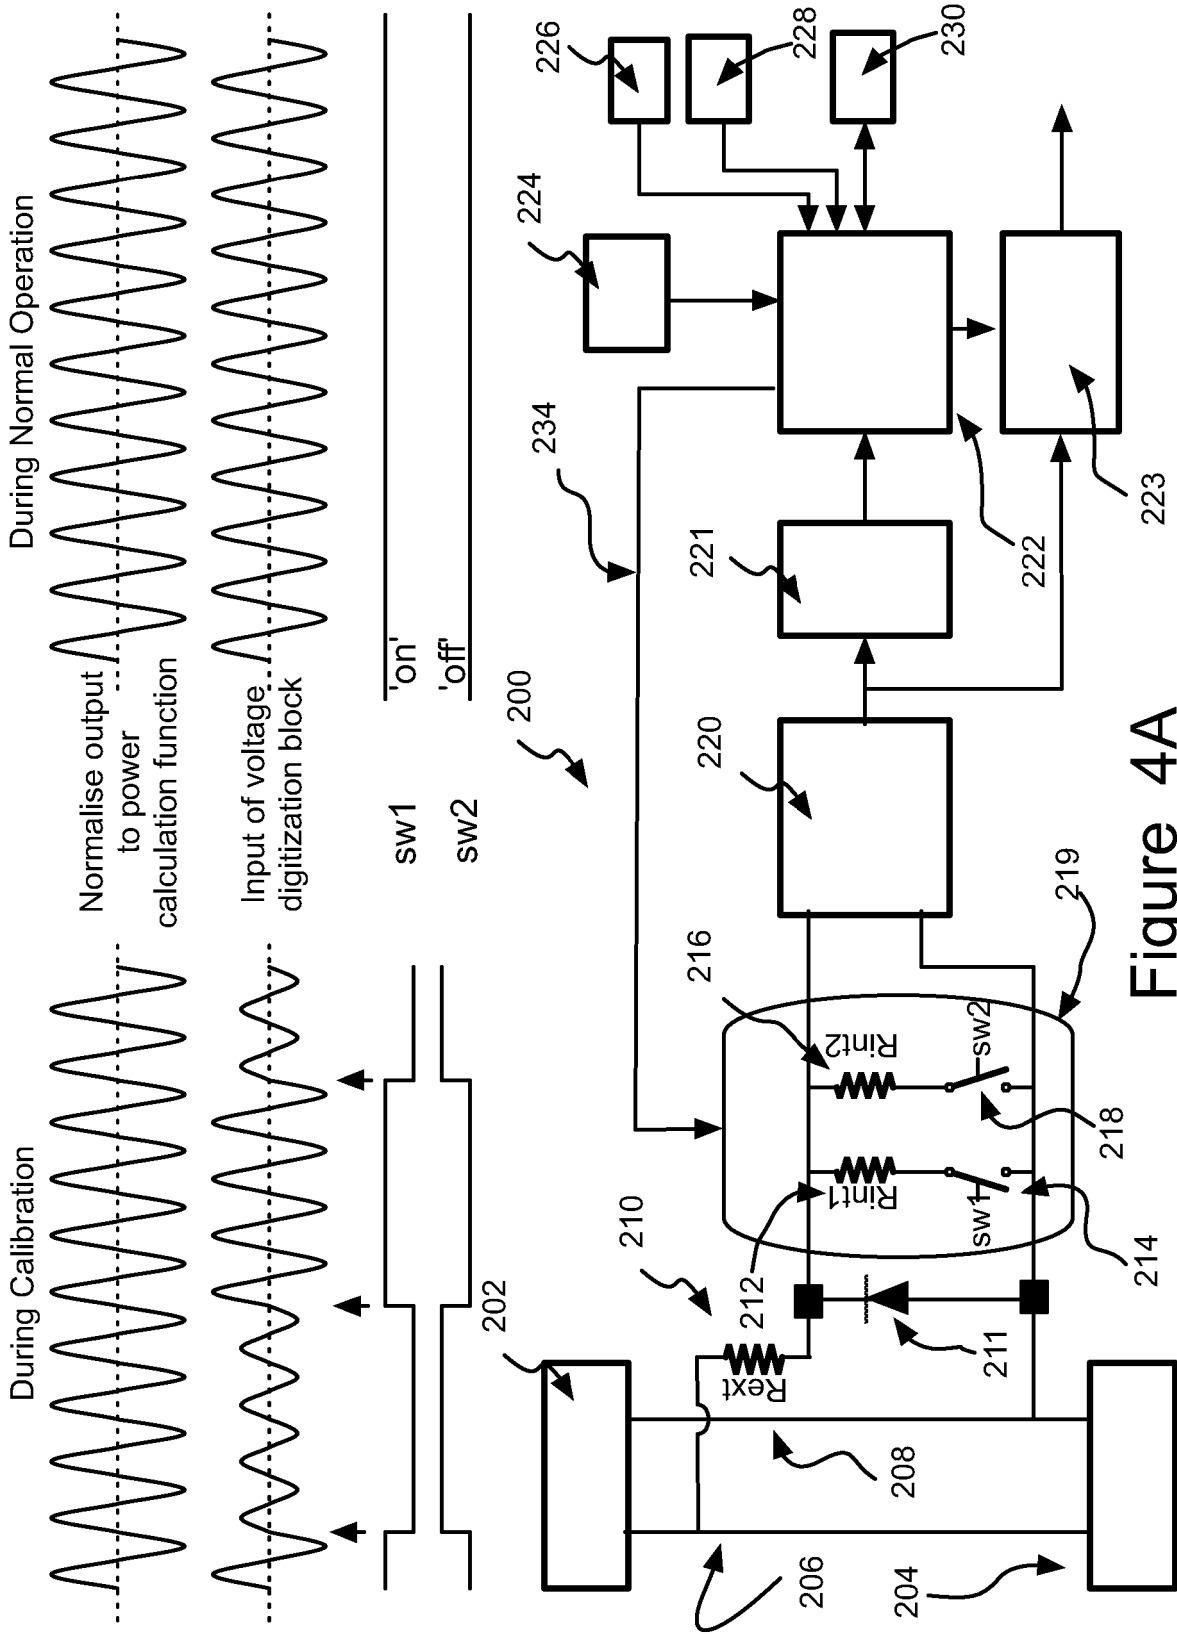 During Calibration
During Normal Operation
Normalise output
to power
calculation function
Input of voltage
digitization block
sw1
'on'
sw2
'off'
200
234
202
210
212
216
Rext
Rint1
Rint2
sw1
sw2
211
214
218
219
206
208
204
220
221
222
223
224
226
228
230
Figure 4A